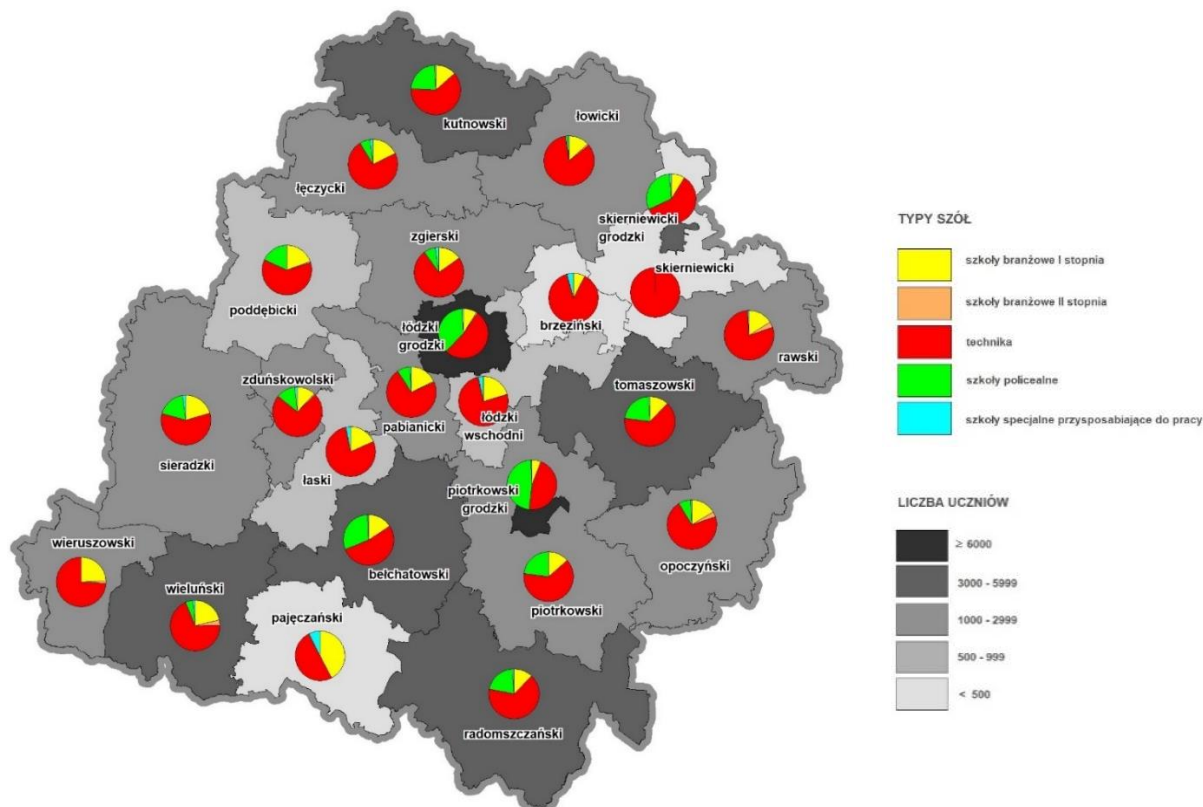 kutnowski
łowicki
łęczycki
skierniewicki
grodzki
zgierski
skierniewicki
poddębicki
łódzki
grodzki
brzeziński
rawski
zduńskowolski
tomaszowski
pabianicki
łódzki
wschodni
sieradzki
łaski
piotrkowski
grodzki
wieruszowski
bełchatowski
opoczyński
wieluński
piotrkowski
pajęczański
radomszczański
TYPY SZÓŁ
szkoły branżowe I stopnia
szkoły branżowe II stopnia
technika
szkoły policealne
szkoły specjalne przysposabiające do pracy
LICZBA UCZNIÓW
≥ 6000
3000 - 5999
1000 - 2999
500 - 999
< 500